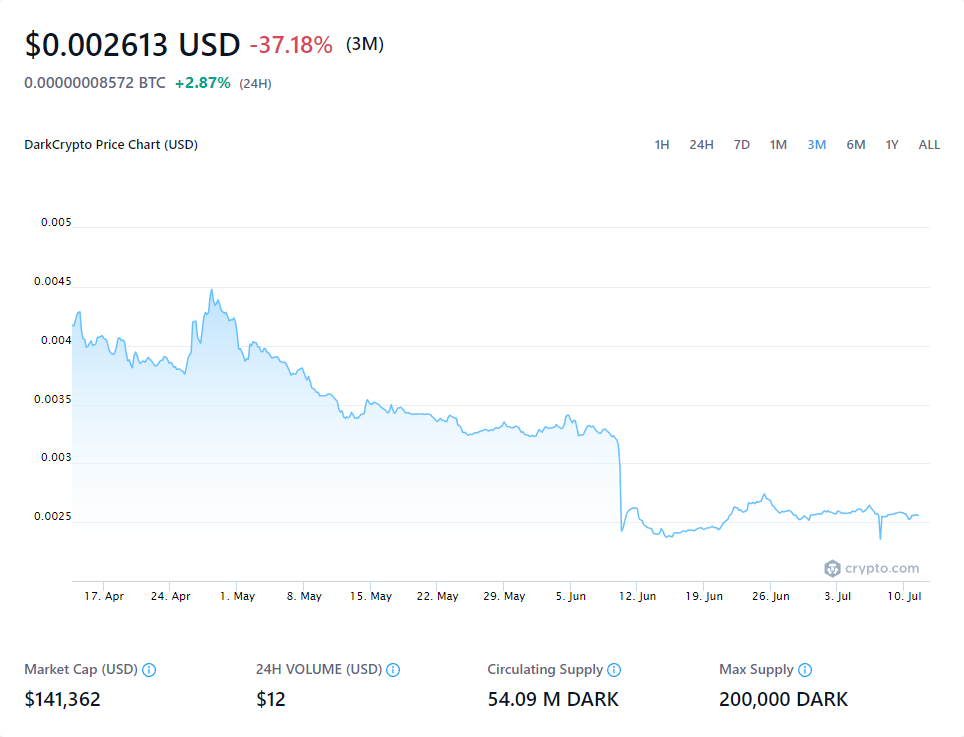 $0.002613 USD -37.18% (3M)
0.00000008572 BTC +2.87% (24H)
DarkCrypto Price Chart (USD) 1H 24H 7D 1M 3M 6M 1Y ALL
0.005
0.0045
0.004
0.0035
0.003
0.0025
crypto.com
17. Apr 24. Apr 1. May 8. May 15. May 22. May 29. May 5. Jun 12. Jun 19. Jun 26. Jun 3. Jul 10. Jul
Market Cap (USD) 24H VOLUME (USD) Circulating Supply Max Supply
$141,362 $12 54.09 M DARK 200,000 DARK